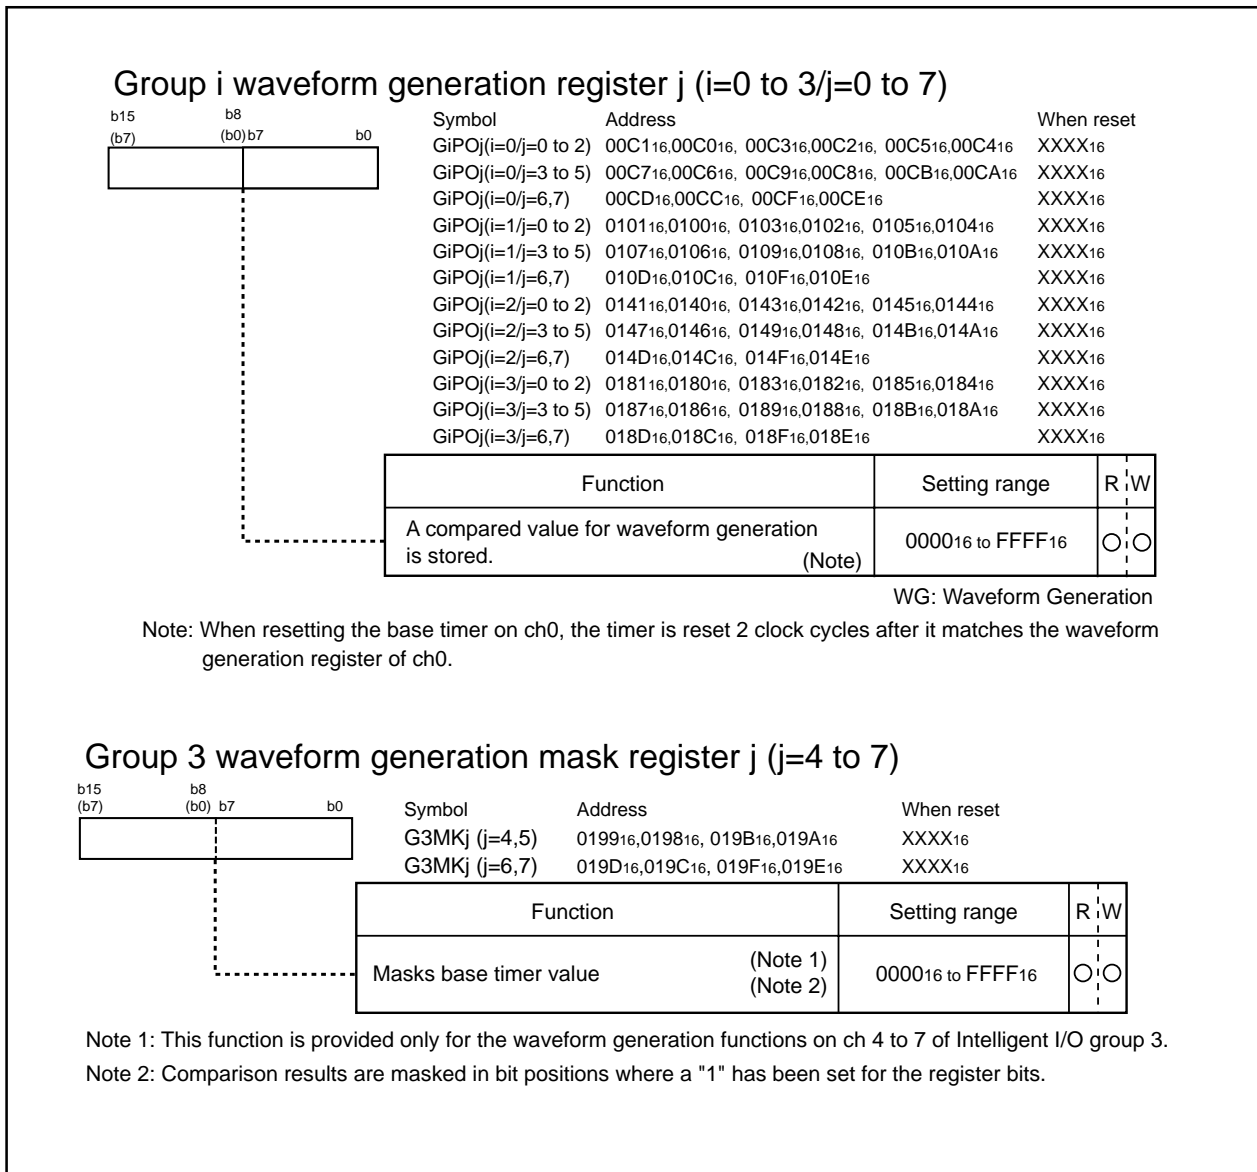 Group i waveform generation register j (i=0 to 3/j=0 to 7)
b15 b8
(b7) (b0) b7 b0
Symbol Address When reset
GiPOj(i=0/j=0 to 2) 00C116,00C016, 00C316,00C216, 00C516,00C416 XXXX16
GiPOj(i=0/j=3 to 5) 00C716,00C616, 00C916,00C816, 00CB16,00CA16 XXXX16
GiPOj(i=0/j=6,7) 00CD16,00CC16, 00CF16,00CE16 XXXX16
GiPOj(i=1/j=0 to 2) 010116,010016, 010316,010216, 010516,010416 XXXX16
GiPOj(i=1/j=3 to 5) 010716,010616, 010916,010816, 010B16,010A16 XXXX16
GiPOj(i=1/j=6,7) 010D16,010C16, 010F16,010E16 XXXX16
GiPOj(i=2/j=0 to 2) 014116,014016, 014316,014216, 014516,014416 XXXX16
GiPOj(i=2/j=3 to 5) 014716,014616, 014916,014816, 014B16,014A16 XXXX16
GiPOj(i=2/j=6,7) 014D16,014C16, 014F16,014E16 XXXX16
GiPOj(i=3/j=0 to 2) 018116,018016, 018316,018216, 018516,018416 XXXX16
GiPOj(i=3/j=3 to 5) 018716,018616, 018916,018816, 018B16,018A16 XXXX16
GiPOj(i=3/j=6,7) 018D16,018C16, 018F16,018E16 XXXX16
Function Setting range R W
A compared value for waveform generation
is stored. (Note) 000016 to FFFF16
WG: Waveform Generation
Note: When resetting the base timer on ch0, the timer is reset 2 clock cycles after it matches the waveform
generation register of ch0.
Group 3 waveform generation mask register j (j=4 to 7)
b15 b8
(b7) (b0) b7 b0
Symbol Address When reset
G3MKj (j=4,5) 019916,019816, 019B16,019A16 XXXX16
G3MKj (j=6,7) 019D16,019C16, 019F16,019E16 XXXX16
Function Setting range R W
Masks base timer value (Note 1)
(Note 2) 000016 to FFFF16
Note 1: This function is provided only for the waveform generation functions on ch 4 to 7 of Intelligent I/O group 3.
Note 2: Comparison results are masked in bit positions where a "1" has been set for the register bits.